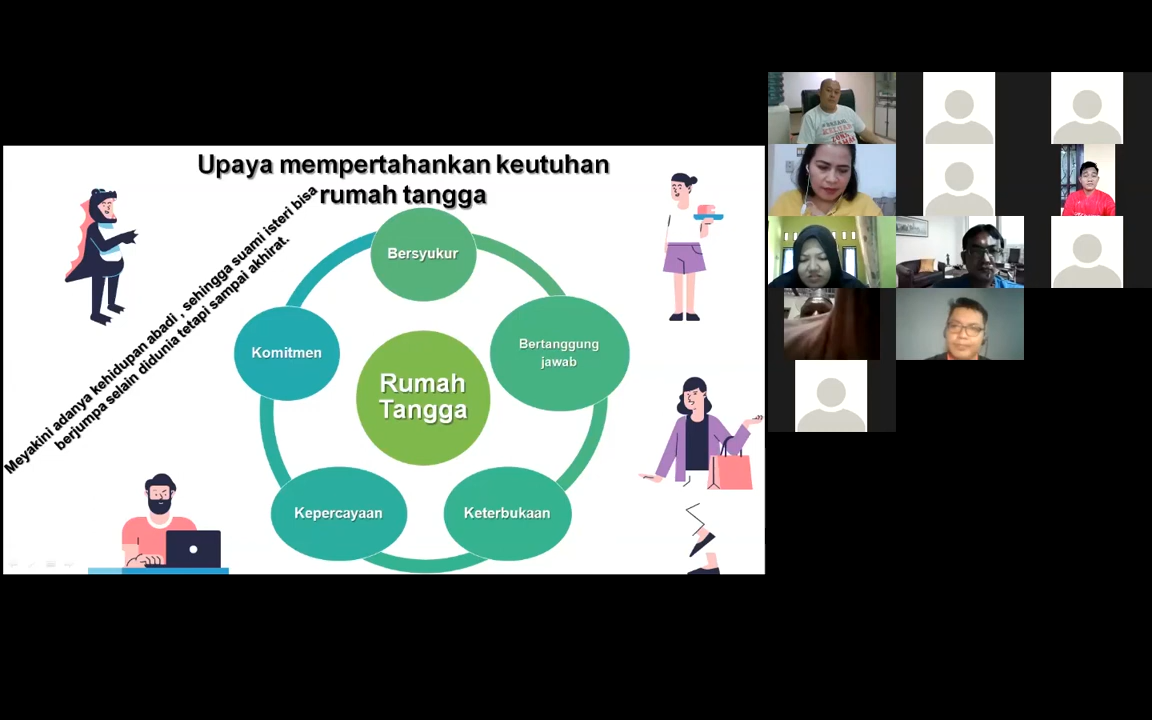 Upaya mempertahankan keutuhan
rumah tangga
Meyakini adanya kehidupan abadi , sehingga suami isteri bisa
berjumpa selain didunia tetapi sampai akhirat.
Bersyukur
Bertanggung
jawab
Keterbukaan
Kepercayaan
Komitmen
Rumah
Tangga